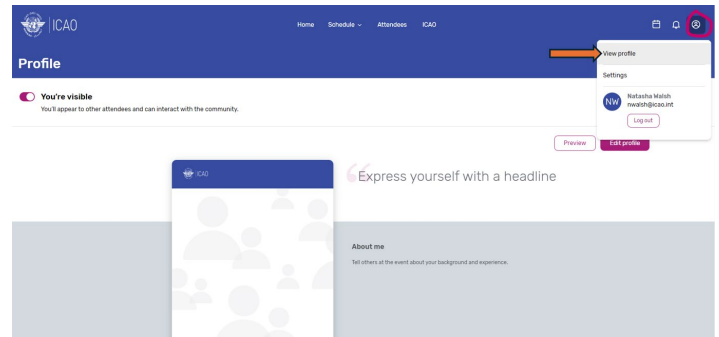 ICAO
Home Schedule Attendees ICAO
Profile
View profile
Settings
NW
Natasha Walsh
nwalsh@icao.int
Log out
You're visible
You'll appear to other attendees and can interact with the community.
Preview
Edit profile
ICAO
Express yourself with a headline
About me
Tell others at the event about your background and experience.